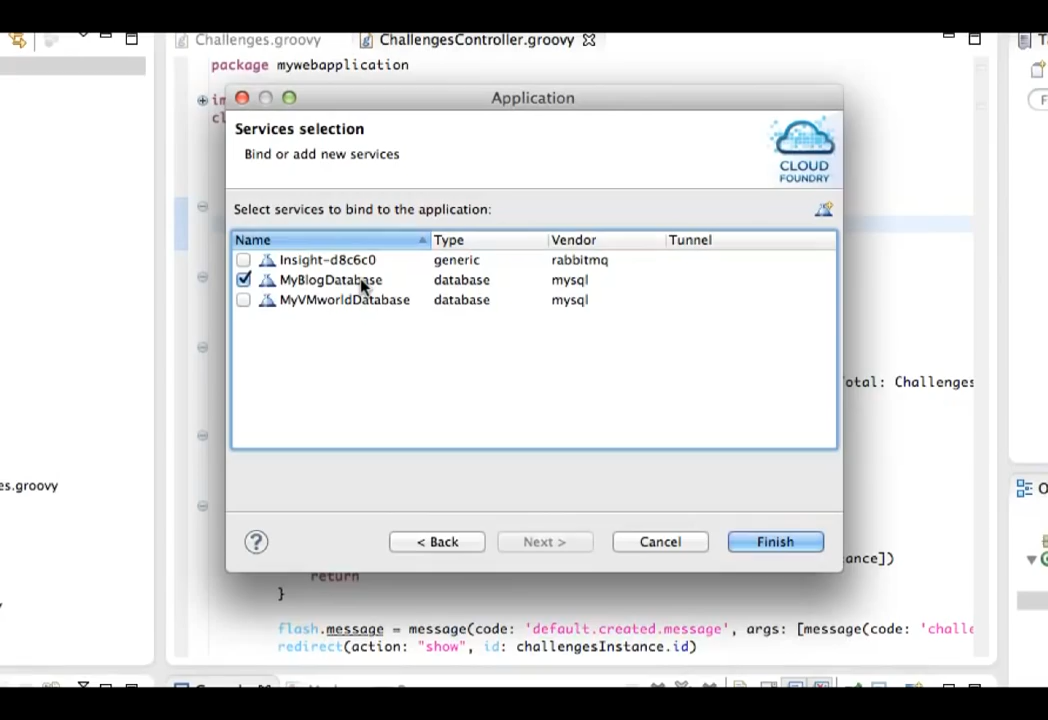 Challenges.groovy
ChallengesController.groovy
package mywebapplication
im
cl
Application
Services selection
Bind or add new services
CLOUD
FOUNDRY
Select services to bind to the application:
Name Type Vendor Tunnel
Insight-d8c6c0 generic rabbitmq
MyBlogDatabase database mysql
MyVMworldDatabase database mysql
otal: Challenges
es.groovy
? < Back Next > Cancel Finish
ance])
return
}
flash.message = message(code: 'default.created.message', args: [message(code: 'challe
redirect(action: "show", id: challengesInstance.id)